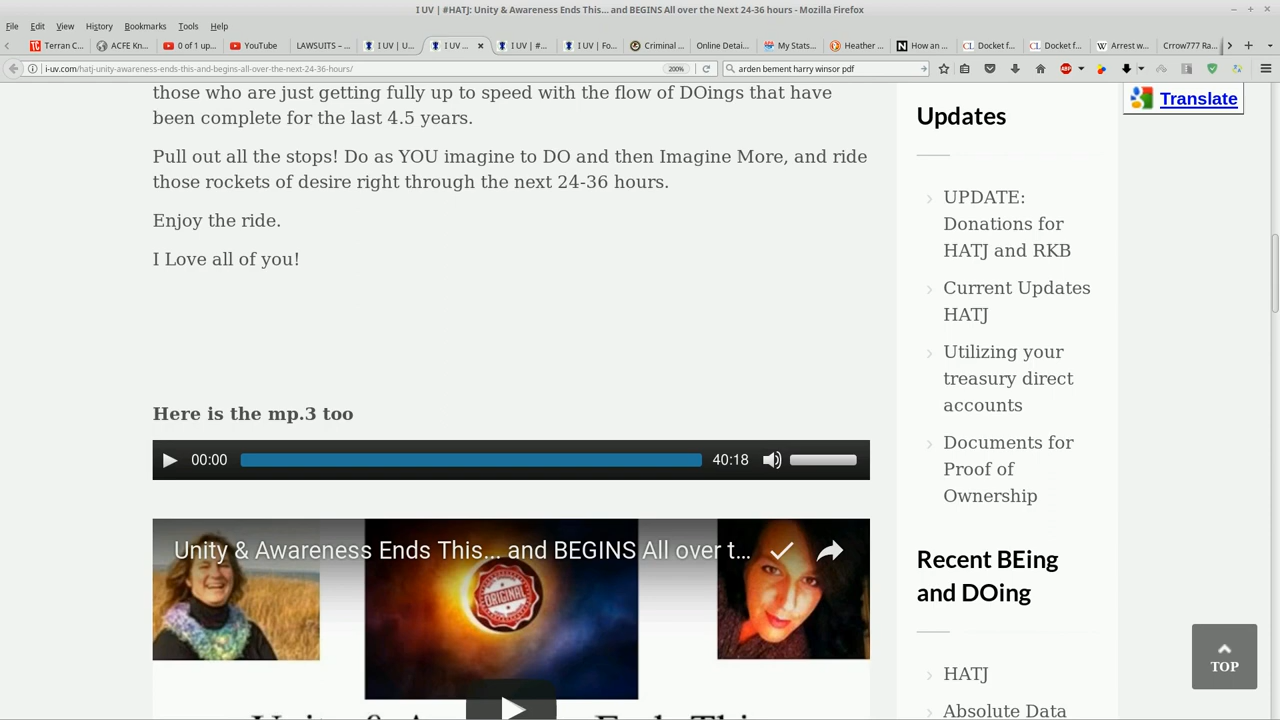 I UV | #HATJ: Unity & Awareness Ends This... and BEGINS All over the Next 24-36 hours - Mozilla Firefox
File Edit View History Bookmarks Tools Help
Terran C... ACFE Kn... 0 of 1 up... YouTube LAWSUITS – ... I UV | U... I UV ... I UV | #... I UV | Fo... Criminal ... Online Detai... My Stats... Heather ... How an ... Docket f... Docket f... Arrest w... Crrow777 Ra...
i-uv.com/hatj-unity-awareness-ends-this-and-begins-all-over-the-next-24-36-hours/ 200% arden bement harry winsor pdf
those who are just getting fully up to speed with the flow of DOings that have
been complete for the last 4.5 years.
Pull out all the stops! Do as YOU imagine to DO and then Imagine More, and ride
those rockets of desire right through the next 24-36 hours.
Enjoy the ride.
I Love all of you!
Here is the mp.3 too
00:00 40:18
Unity & Awareness Ends This... and BEGINS All over t...
ORIGINAL
Translate
Updates
UPDATE:
Donations for
HATJ and RKB
Current Updates
HATJ
Utilizing your
treasury direct
accounts
Documents for
Proof of
Ownership
Recent BEing
and DOing
HATJ
Absolute Data
TOP